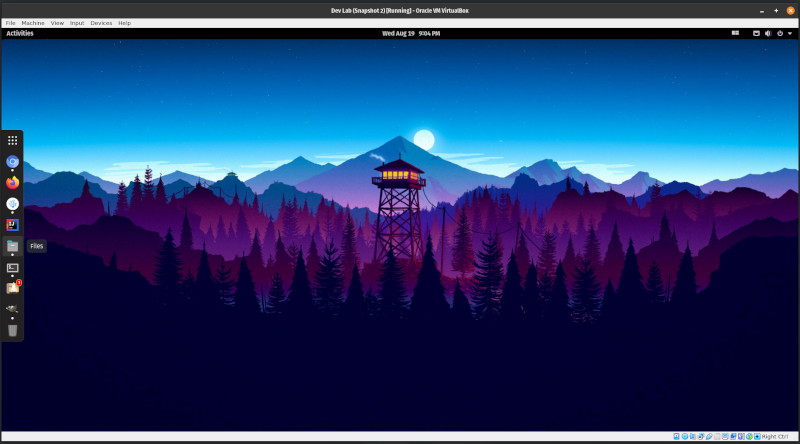 Dev Lab (Snapshot 2) [Running] - Oracle VM VirtualBox
File Machine View Input Devices Help
Activities
Wed Aug 19 9:04 PM
Files
Right Ctrl